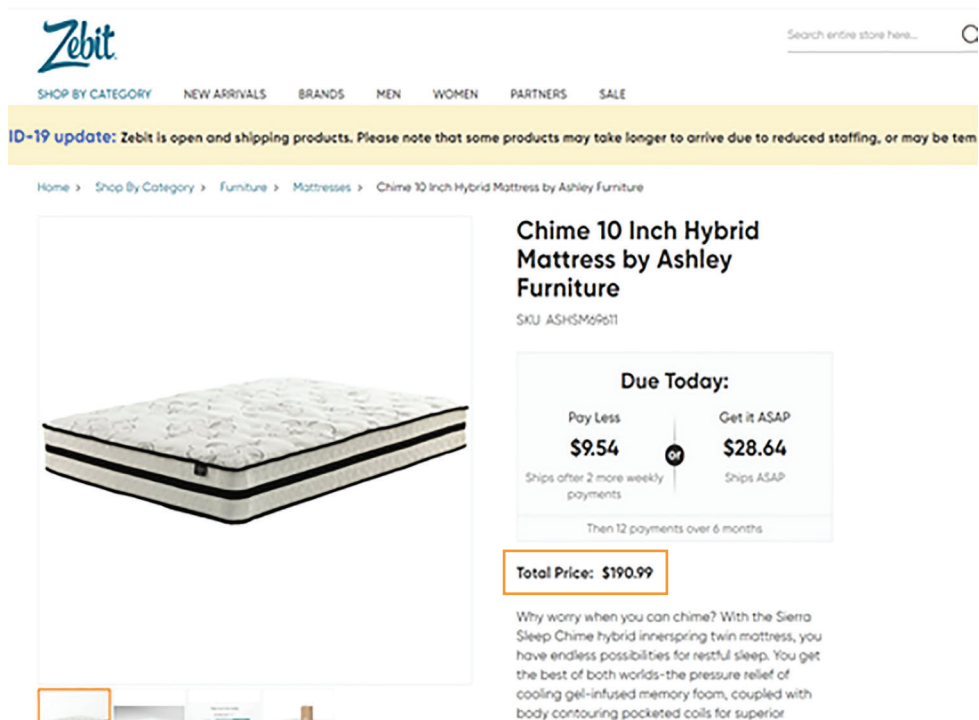 Zebit
Search entire store here...
SHOP BY CATEGORY NEW ARRIVALS BRANDS MEN WOMEN PARTNERS SALE
ID-19 update: Zebit is open and shipping products. Please note that some products may take longer to arrive due to reduced staffing, or may be tem
Home > Shop By Category > Furniture > Mattresses > Chime 10 Inch Hybrid Mattress by Ashley Furniture
Chime 10 Inch Hybrid
Mattress by Ashley
Furniture
SKU ASHSM69611
Due Today:
Pay Less
$9.54
Ships after 2 more weekly
payments
or
Get it ASAP
$28.64
Ships ASAP
Then 12 payments over 6 months
Total Price: $190.99
Why worry when you can chime? With the Sierra
Sleep Chime hybrid innerspring twin mattress, you
have endless possibilities for restful sleep. You get
the best of both worlds-the pressure relief of
cooling gel-infused memory foam, coupled with
body contouring pocketed coils for superior